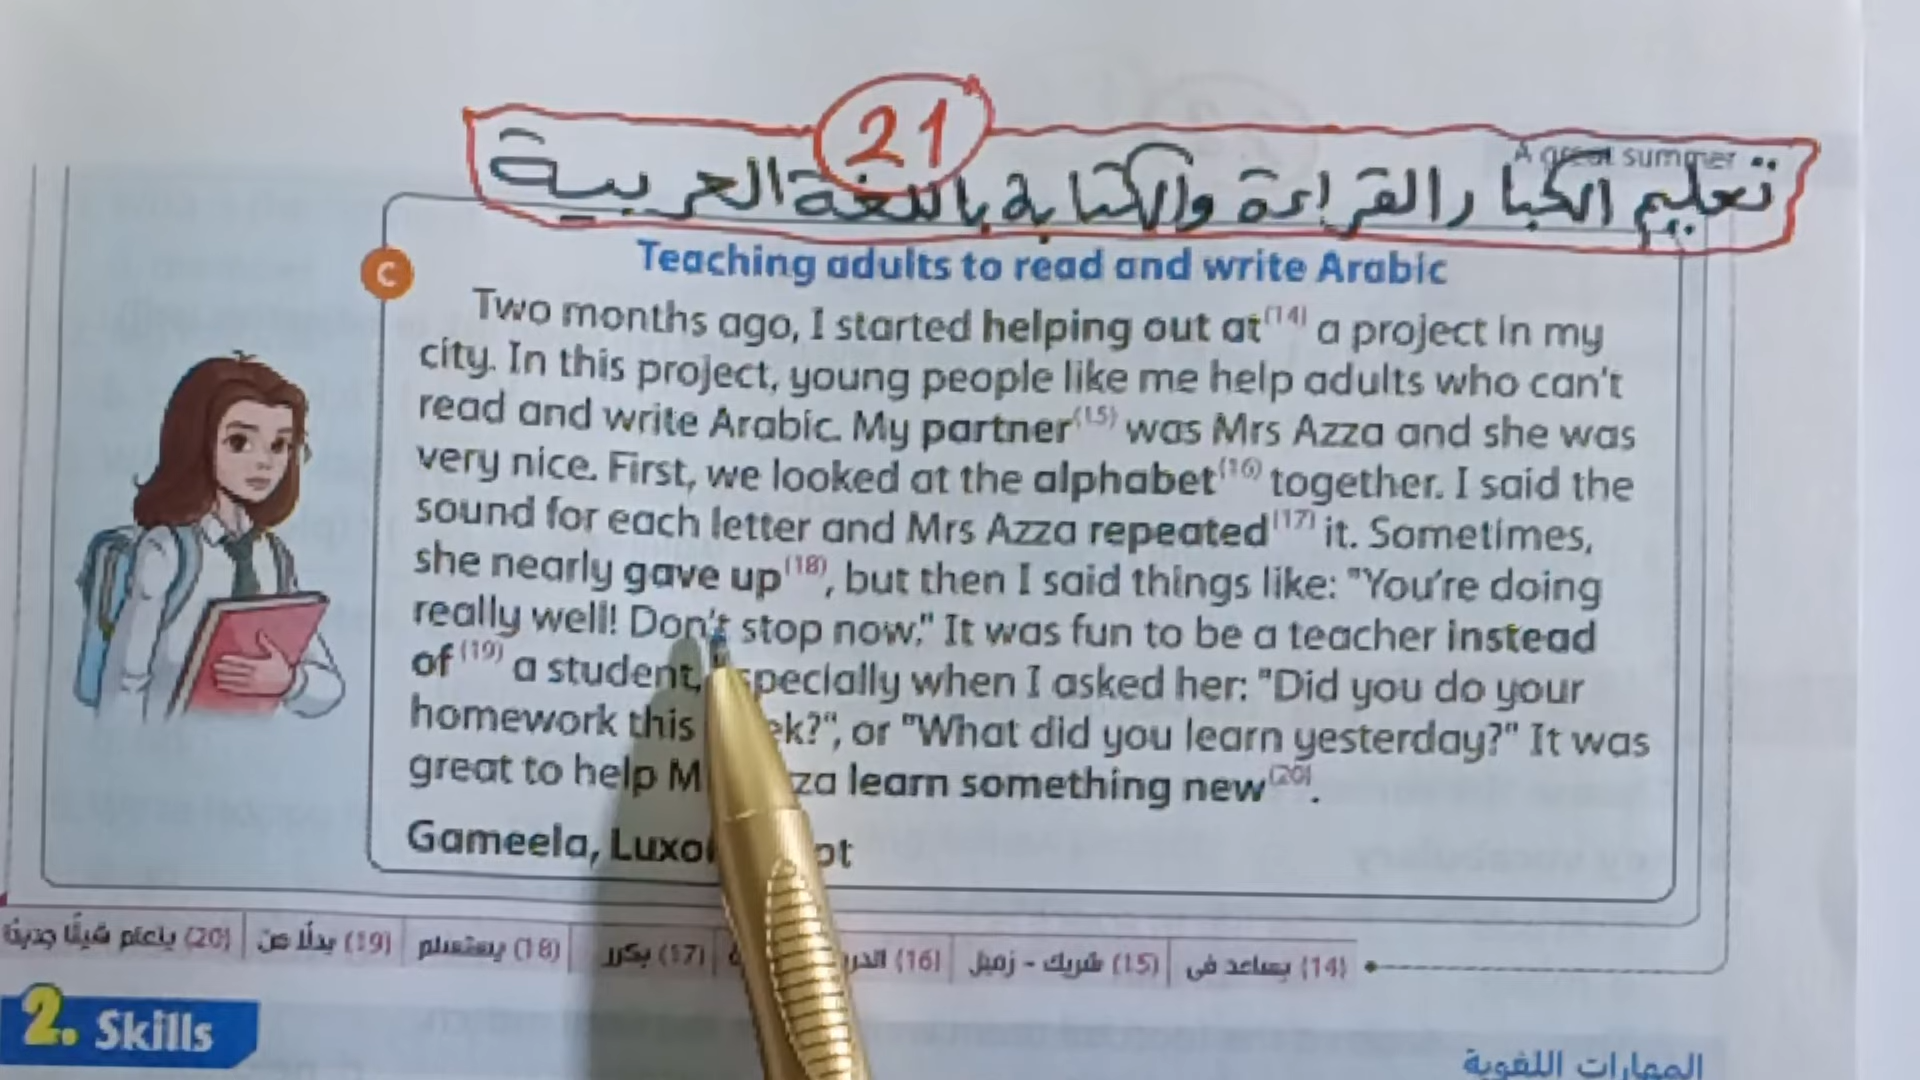 21
A great summer
تعليم الكبار القراءة والكتابة باللغة العربية
C
Teaching adults to read and write Arabic
Two months ago, I started helping out at(14) a project in my
city. In this project, young people like me help adults who can't
read and write Arabic. My partner(15) was Mrs Azza and she was
very nice. First, we looked at the alphabet(16) together. I said the
sound for each letter and Mrs Azza repeated(17) it. Sometimes,
she nearly gave up(18), but then I said things like: "You're doing
really well! Don't stop now." It was fun to be a teacher instead
of(19) a student, specially when I asked her: "Did you do your
homework this ek?", or "What did you learn yesterday?" It was
great to help M za learn something new(20).
Gameela, Luxo pt
(14) يساعد فى (15) شريك - زميل (16) (17) يكرر (18) يستسلم (19) بدلًا من (20) يتعلم شيئًا جديدًا
2. Skills
المهارات اللغوية